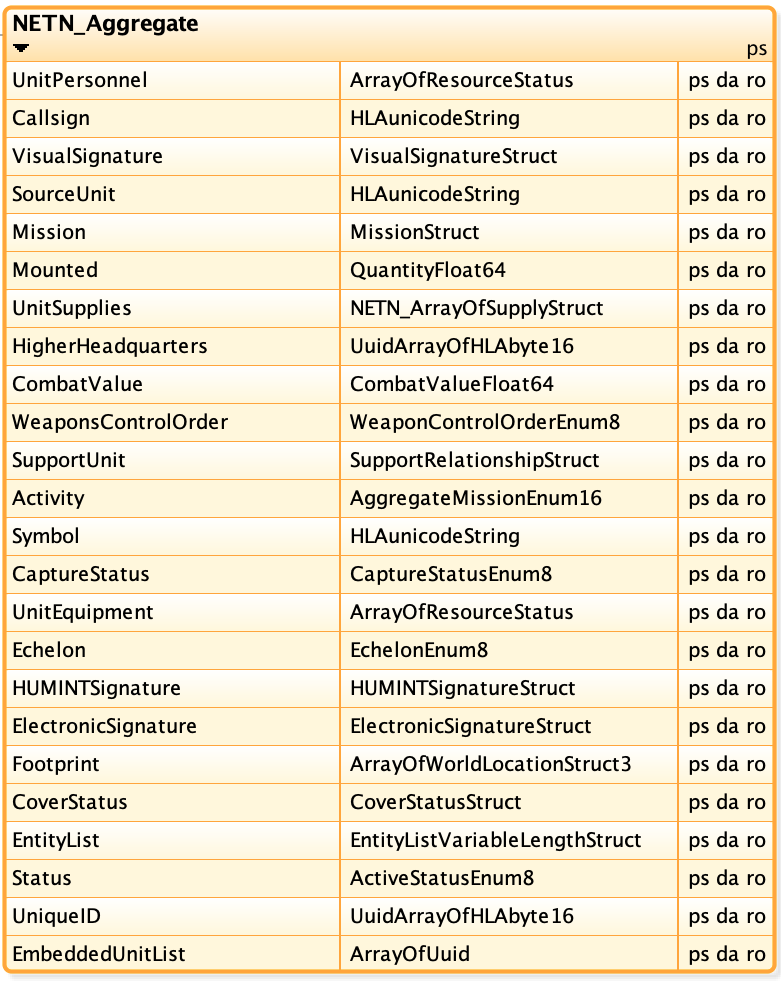 NETN_Aggregate
ps
UnitPersonnel ArrayOfResourceStatus ps da ro
Callsign HLAunicodeString ps da ro
VisualSignature VisualSignatureStruct ps da ro
SourceUnit HLAunicodeString ps da ro
Mission MissionStruct ps da ro
Mounted QuantityFloat64 ps da ro
UnitSupplies NETN_ArrayOfSupplyStruct ps da ro
HigherHeadquarters UuidArrayOfHLAbyte16 ps da ro
CombatValue CombatValueFloat64 ps da ro
WeaponsControlOrder WeaponControlOrderEnum8 ps da ro
SupportUnit SupportRelationshipStruct ps da ro
Activity AggregateMissionEnum16 ps da ro
Symbol HLAunicodeString ps da ro
CaptureStatus CaptureStatusEnum8 ps da ro
UnitEquipment ArrayOfResourceStatus ps da ro
Echelon EchelonEnum8 ps da ro
HUMINTSignature HUMINTSignatureStruct ps da ro
ElectronicSignature ElectronicSignatureStruct ps da ro
Footprint ArrayOfWorldLocationStruct3 ps da ro
CoverStatus CoverStatusStruct ps da ro
EntityList EntityListVariableLengthStruct ps da ro
Status ActiveStatusEnum8 ps da ro
UniqueID UuidArrayOfHLAbyte16 ps da ro
EmbeddedUnitList ArrayOfUuid ps da ro